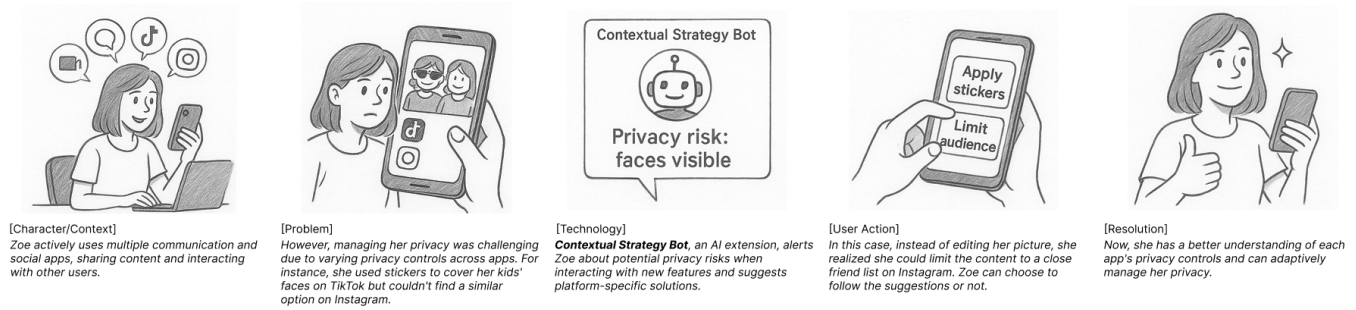 Contextual Strategy Bot
Privacy risk:
faces visible
Apply
stickers
Limit
audience
[Character/Context]
Zoe actively uses multiple communication and
social apps, sharing content and interacting
with other users.
[Problem]
However, managing her privacy was challenging
due to varying privacy controls across apps. For
instance, she used stickers to cover her kids'
faces on TikTok but couldn't find a similar
option on Instagram.
[Technology]
Contextual Strategy Bot, an AI extension, alerts
Zoe about potential privacy risks when
interacting with new features and suggests
platform-specific solutions.
[User Action]
In this case, instead of editing her picture, she
realized she could limit the content to a close
friend list on Instagram. Zoe can choose to
follow the suggestions or not.
[Resolution]
Now, she has a better understanding of each
app's privacy controls and can adaptively
manage her privacy.